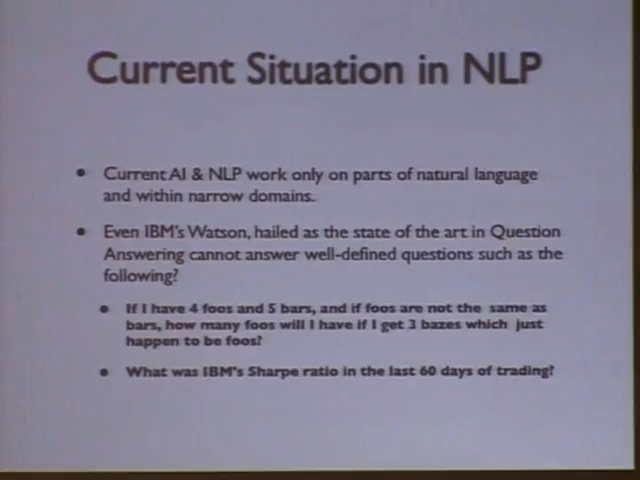 Current Situation in NLP
• Current AI & NLP work only on parts of natural language
and within narrow domains.
• Even IBM's Watson, hailed as the state of the art in Question
Answering cannot answer well-defined questions such as the
following?
• If I have 4 foos and 5 bars, and if foos are not the same as
bars, how many foos will I have if I get 3 bazes which just
happen to be foos?
• What was IBM's Sharpe ratio in the last 60 days of trading?